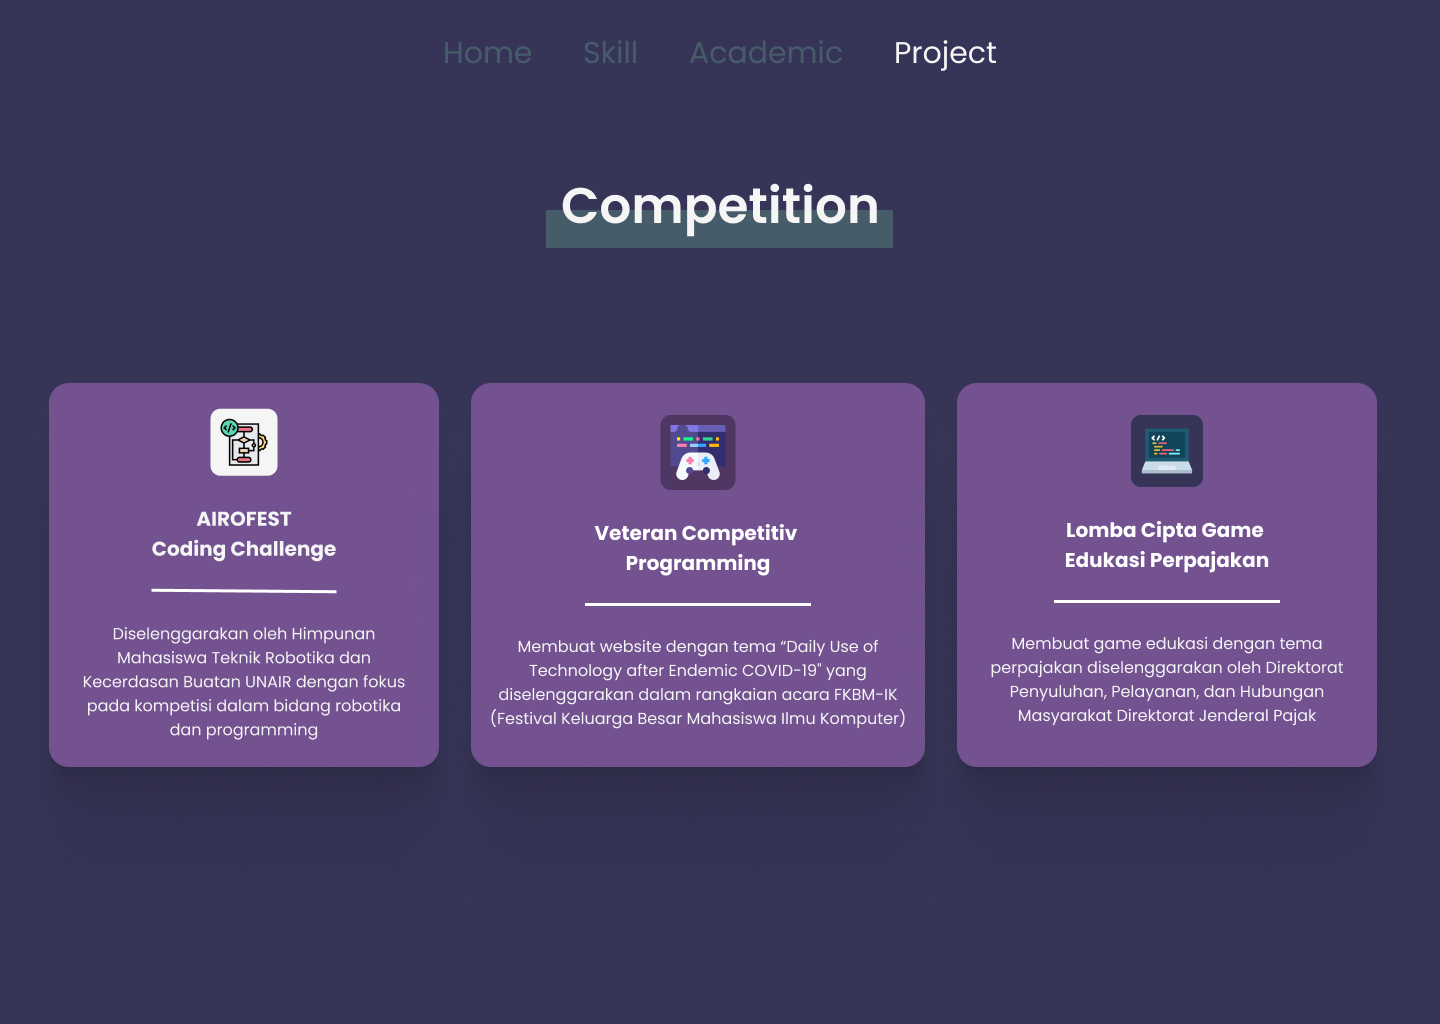 Home Skill Academic Project
Competition
AIROFEST
Coding Challenge
Diselenggarakan oleh Himpunan
Mahasiswa Teknik Robotika dan
Kecerdasan Buatan UNAIR dengan fokus
pada kompetisi dalam bidang robotika
dan programming
Veteran Competitiv
Programming
Membuat website dengan tema “Daily Use of
Technology after Endemic COVID-19" yang
diselenggarakan dalam rangkaian acara FKBM-IK
(Festival Keluarga Besar Mahasiswa Ilmu Komputer)
Lomba Cipta Game
Edukasi Perpajakan
Membuat game edukasi dengan tema
perpajakan diselenggarakan oleh Direktorat
Penyuluhan, Pelayanan, dan Hubungan
Masyarakat Direktorat Jenderal Pajak